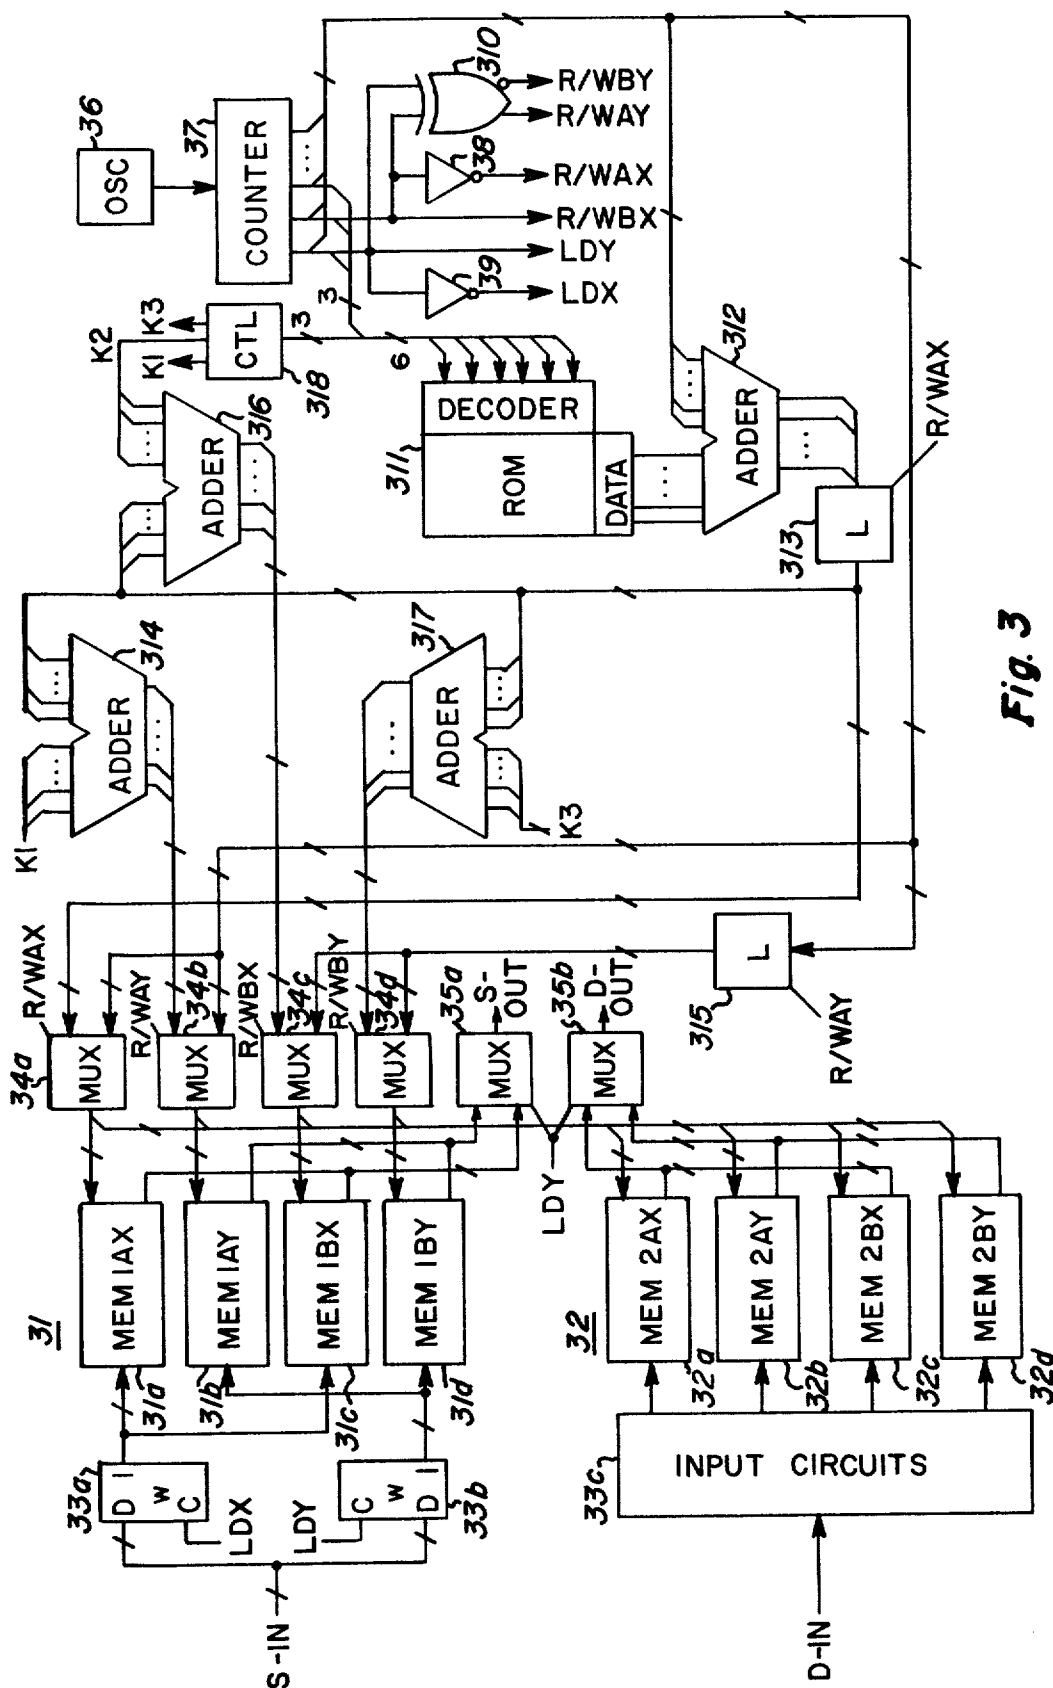 36
OSC
37
COUNTER
310
R/WBY
R/WAY
38
R/WAX
R/WBX
LDY
39
LDX
K2
K3
K1
CTL
3
318
3
6
316
ADDER
311
DECODER
ROM
DATA
312
ADDER
R/WAX
313
L
314
ADDER
K1
317
ADDER
K3
R/WAX
34a
MUX
R/WAY
34b
MUX
R/WBX
34c
MUX
R/WBY
34d
MUX
35a
S-
OUT
MUX
35b
D-
OUT
MUX
LDY
315
L
R/WAY
31
MEM 1AX
31a
MEM 1AY
31b
MEM 1BX
31c
MEM 1BY
31d
32
MEM 2AX
32a
MEM 2AY
32b
MEM 2BX
32c
MEM 2BY
32d
33a
D 1
W
C
LDX
LDY
C
W
D 1
33b
S-IN
33c
INPUT CIRCUITS
D-IN
Fig. 3